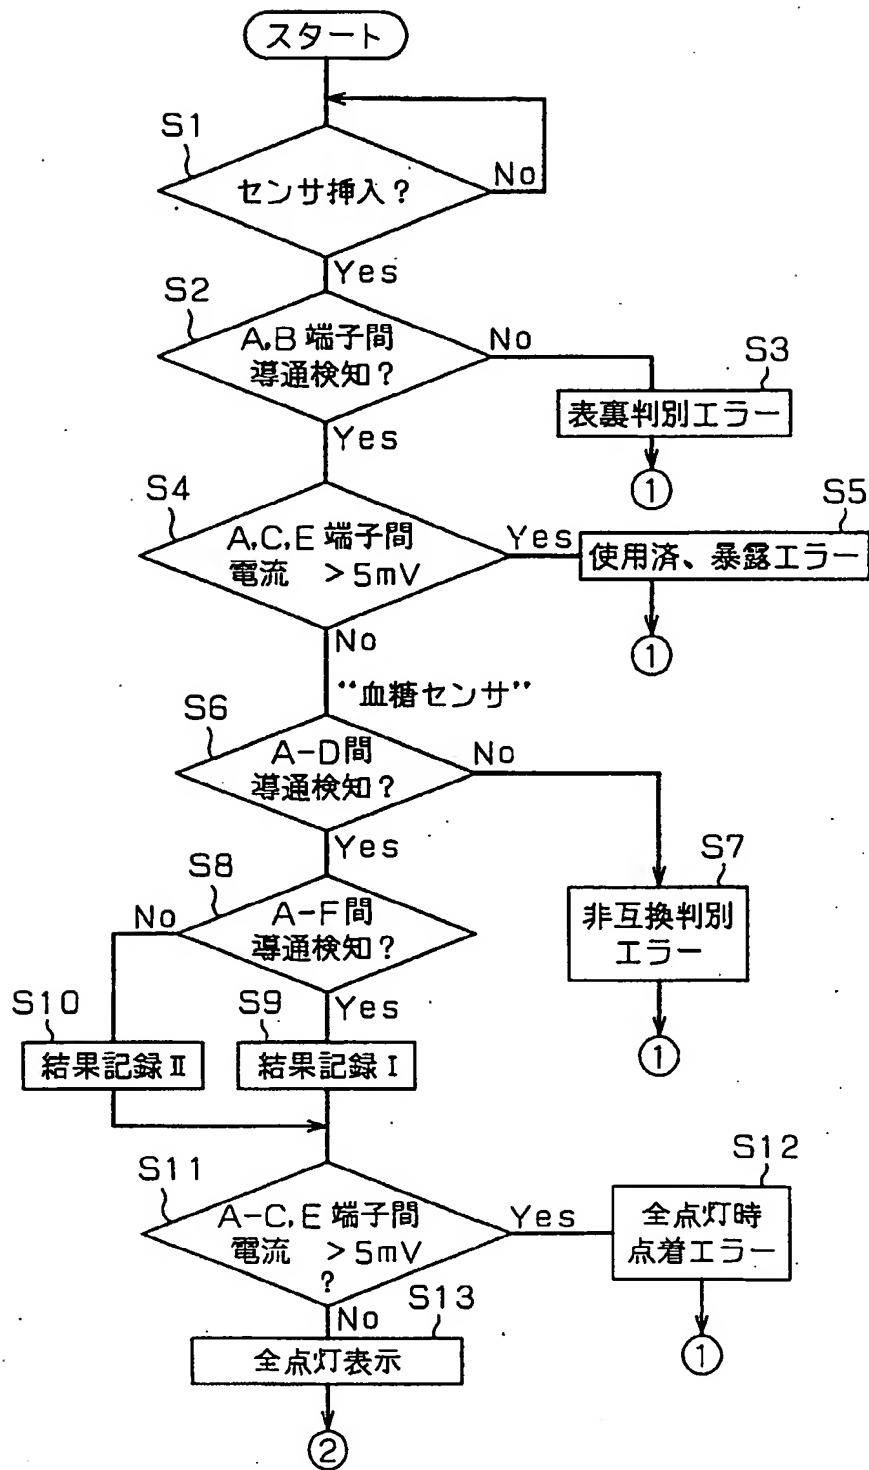 スタート
S1
センサ挿入?
No
Yes
S2
A,B端子間
導通検知?
No
S3
表裏判別エラー
①
Yes
S4
A,C,E端子間
電流 >5mV
Yes
S5
使用済、暴露エラー
①
No
"血糖センサ"
S6
A-D間
導通検知?
No
S7
非互換判別
エラー
①
Yes
S8
A-F間
導通検知?
No
Yes
S10
結果記録Ⅱ
S9
結果記録Ⅰ
S11
A-C,E端子間
電流 >5mV
?
Yes
S12
全点灯時
点着エラー
①
No
S13
全点灯表示
②